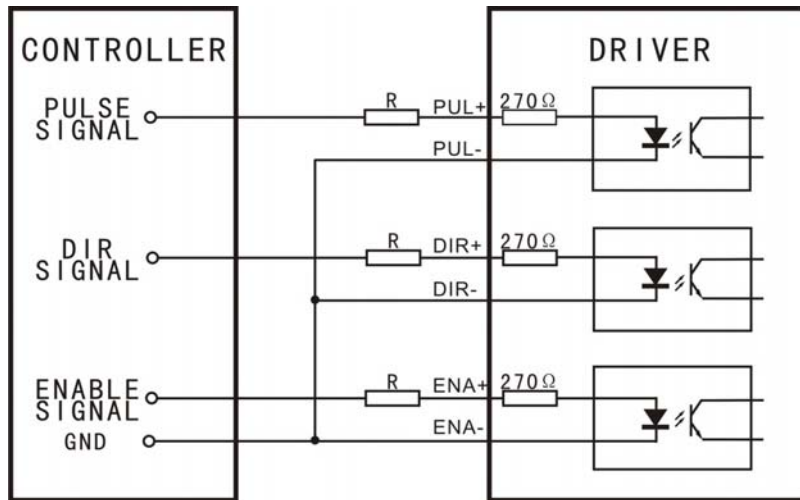 CONTROLLER
DRIVER
PULSE
SIGNAL
R
PUL+
270Ω
PUL-
DIR
SIGNAL
R
DIR+
270Ω
DIR-
ENABLE
SIGNAL
R
ENA+
270Ω
GND
ENA-